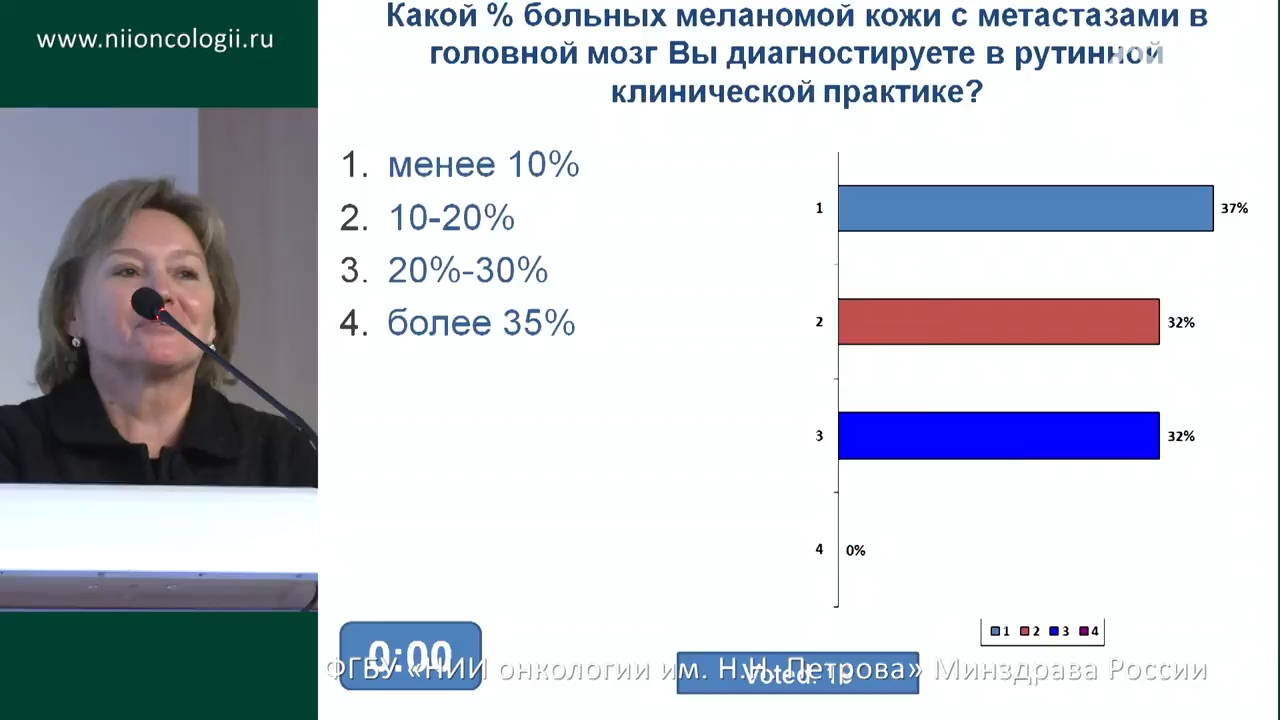 www.niioncologii.ru
Какой % больных меланомой кожи с метастазами в
головной мозг Вы диагностируете в рутинной
клинической практике?
1. менее 10%
2. 10-20%
3. 20%-30%
4. более 35%
1 37%
2 32%
3 32%
4 0%
1 2 3 4
0:00
Voted:
ФГБУ «НИИ онкологии им. Н.Н. Петрова» Минздрава России